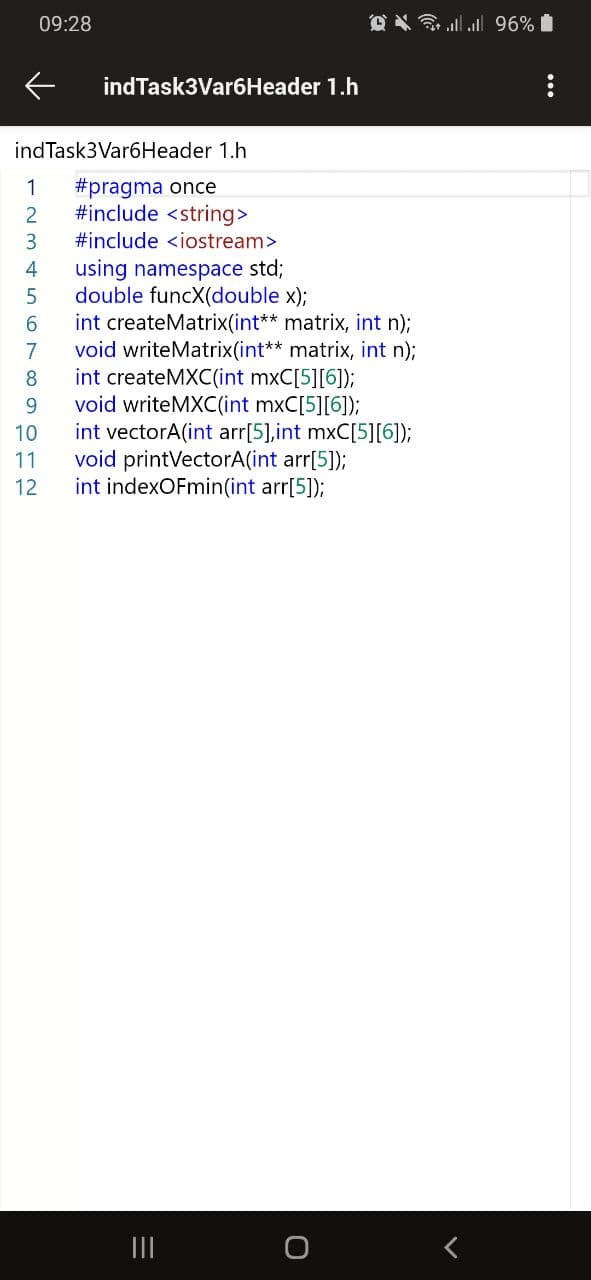 09:28 96%
indTask3Var6Header 1.h
indTask3Var6Header 1.h
1 #pragma once
2 #include <string>
3 #include <iostream>
4 using namespace std;
5 double funcX(double x);
6 int createMatrix(int** matrix, int n);
7 void writeMatrix(int** matrix, int n);
8 int createMXC(int mxC[5][6]);
9 void writeMXC(int mxC[5][6]);
10 int vectorA(int arr[5],int mxC[5][6]);
11 void printVectorA(int arr[5]);
12 int indexOFmin(int arr[5]);